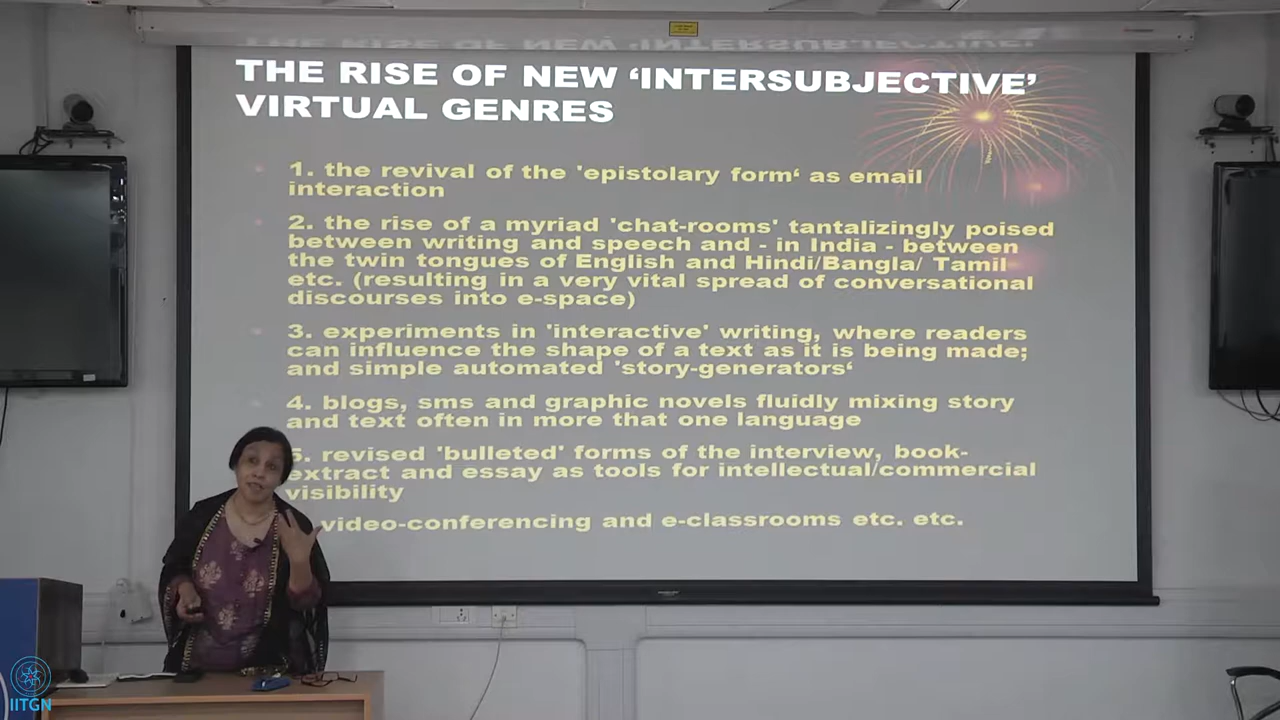 THE RISE OF NEW ‘INTERSUBJECTIVE’
VIRTUAL GENRES
1. the revival of the 'epistolary form‘ as email
interaction
2. the rise of a myriad 'chat-rooms' tantalizingly poised
between writing and speech and - in India - between
the twin tongues of English and Hindi/Bangla/ Tamil
etc. (resulting in a very vital spread of conversational
discourses into e-space)
3. experiments in 'interactive' writing, where readers
can influence the shape of a text as it is being made;
and simple automated 'story-generators‘
4. blogs, sms and graphic novels fluidly mixing story
and text often in more that one language
5. revised 'bulleted' forms of the interview, book-
extract and essay as tools for intellectual/commercial
visibility
video-conferencing and e-classrooms etc. etc.
IITGN